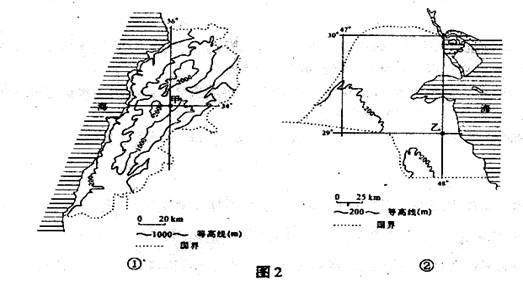 36°
1000
海
甲
34°
0 20 km
1000 等高线(m)
国界
①
图2
47°
30°
200
海
乙
29°
48°
0 25 km
200 等高线(m)
国界
②